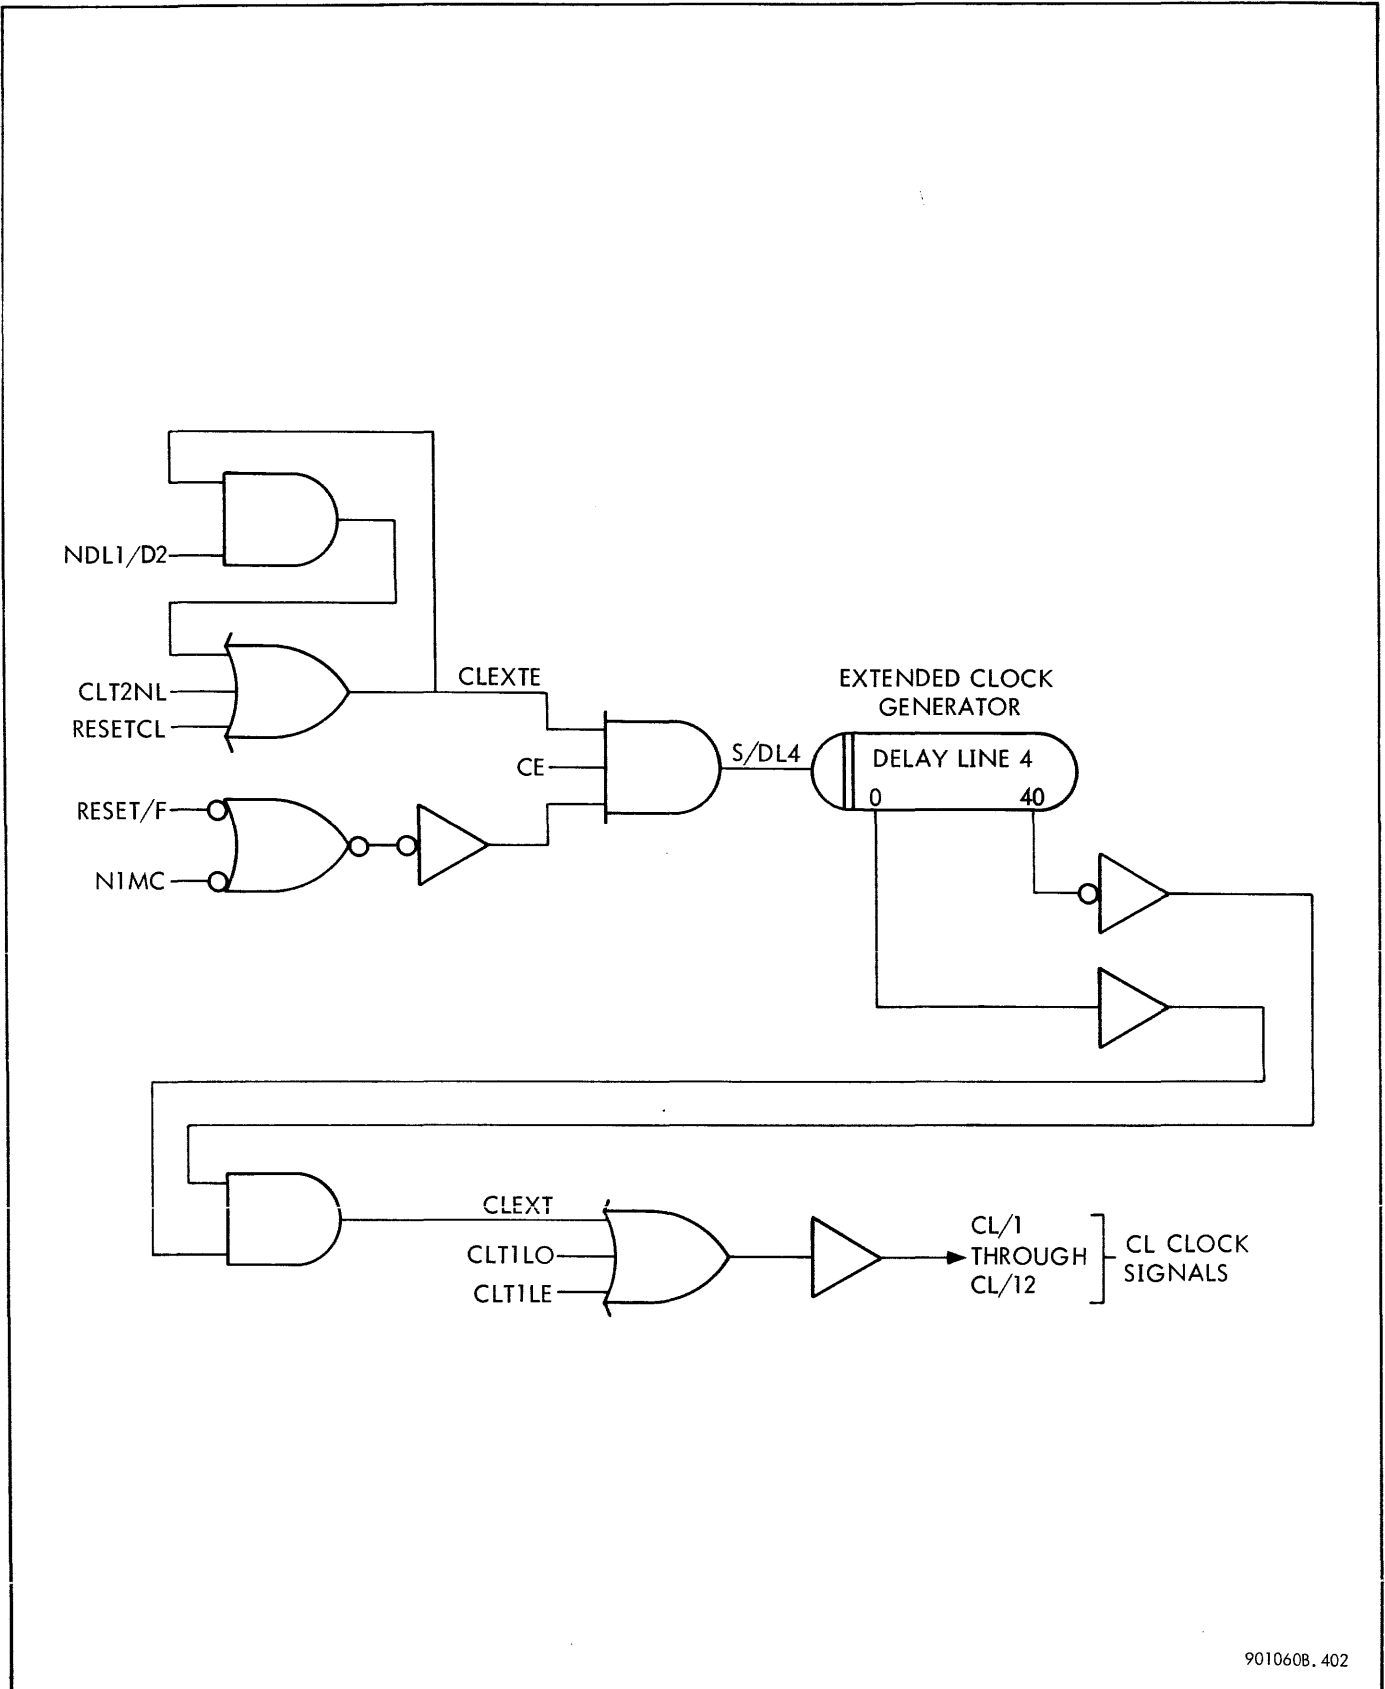 NDL1/D2
CLT2NL
RESETCL
CLEXTE
CE
RESET/F
N1MC
S/DL4
EXTENDED CLOCK
GENERATOR
DELAY LINE 4
0 40
CLEXT
CLT1LO
CLT1LE
CL/1
THROUGH
CL/12
CL CLOCK
SIGNALS
901060B. 402